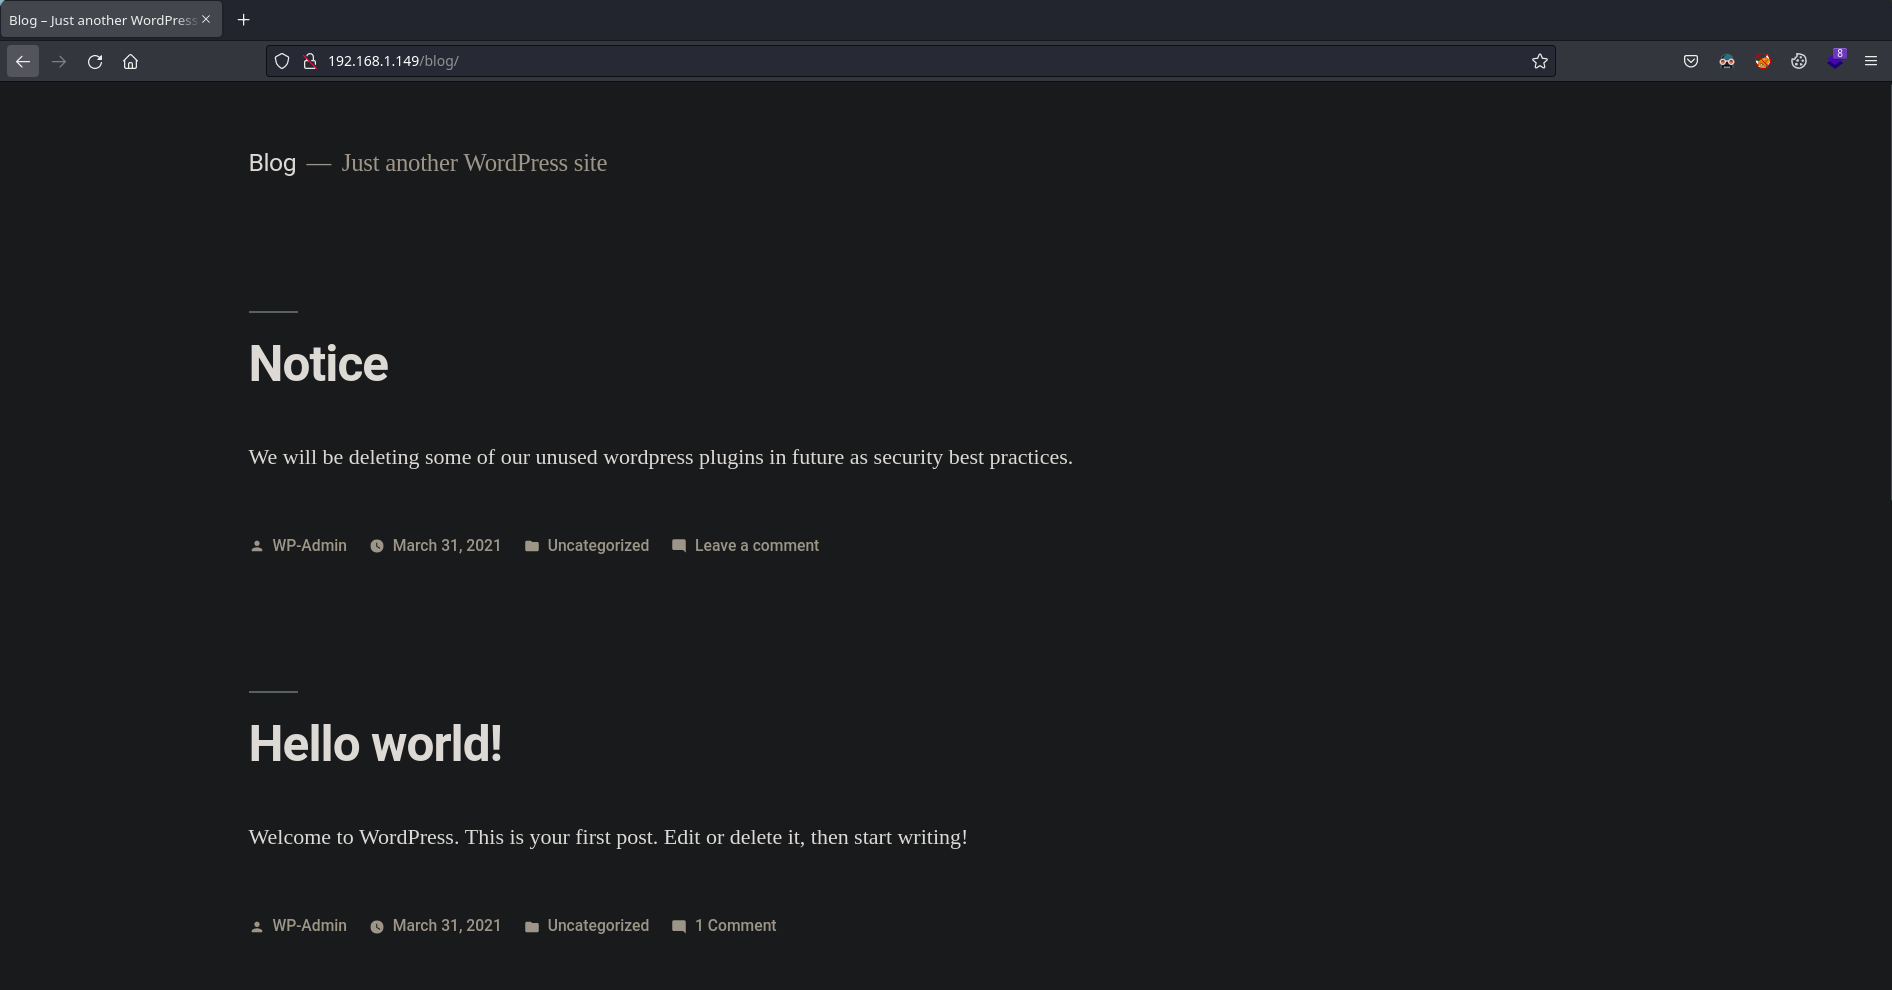 Blog – Just another WordPress
192.168.1.149/blog/
8
Blog — Just another WordPress site
Notice
We will be deleting some of our unused wordpress plugins in future as security best practices.
WP-Admin March 31, 2021 Uncategorized Leave a comment
Hello world!
Welcome to WordPress. This is your first post. Edit or delete it, then start writing!
WP-Admin March 31, 2021 Uncategorized 1 Comment